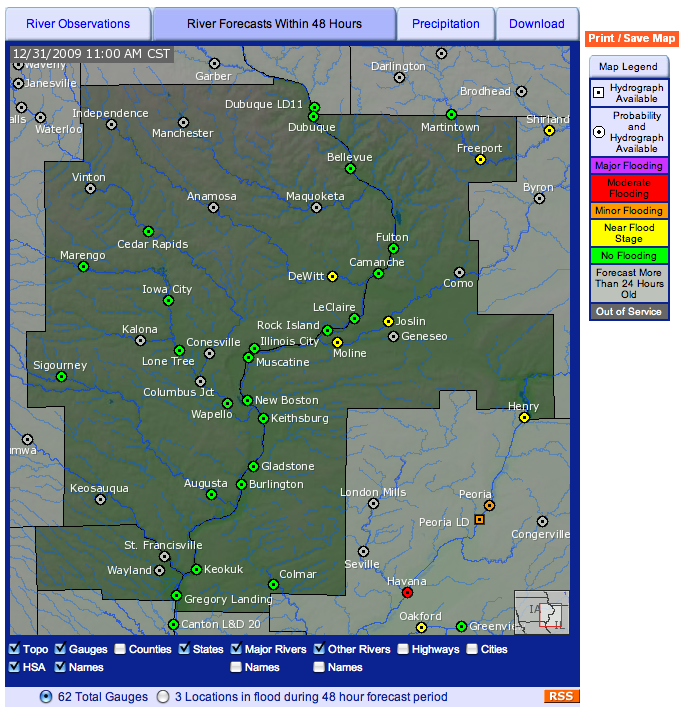 River Observations
River Forecasts Within 48 Hours
Precipitation
Download
Print / Save Map
12/31/2009 11:00 AM CST
Waverly
Janesville
Garber
Darlington
Brodhead
Independence
Dubuque LD11
Waterloo
Manchester
Dubuque
Martintown
Shirland
Freeport
Bellevue
Vinton
Anamosa
Maquoketa
Byron
Cedar Rapids
Fulton
Marengo
Camanche
DeWitt
Como
Iowa City
LeClaire
Kalona
Conesville
Rock Island
Joslin
Illinois City
Geneseo
Lone Tree
Muscatine
Moline
Sigourney
Columbus Jct
New Boston
Wapello
Keithsburg
Henry
Gladstone
Augusta
Burlington
Keosauqua
London Mills
Peoria
Peoria LD
Congerville
St. Francisville
Seville
Wayland
Keokuk
Colmar
Havana
Gregory Landing
Canton L&D 20
Oakford
IA
IL
Map Legend
Hydrograph
Available
Probability
and
Hydrograph
Available
Major Flooding
Moderate
Flooding
Minor Flooding
Near Flood
Stage
No Flooding
Forecast More
Than 24 Hours
Old
Out of Service
Topo Gauges Counties States Major Rivers Other Rivers Highways Cities
HSA Names Names Names
62 Total Gauges 3 Locations in flood during 48 hour forecast period
RSS